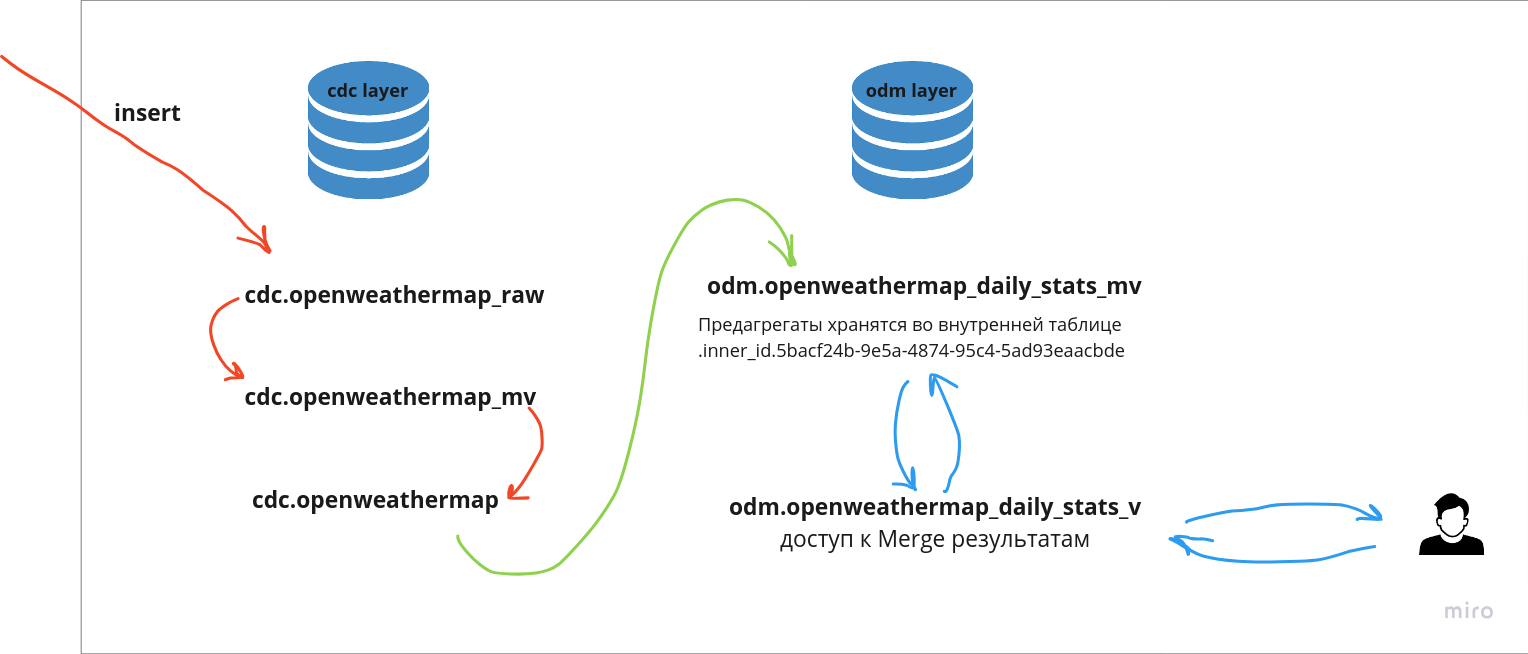 cdc layer
odm layer
insert
cdc.openweathermap_raw
odm.openweathermap_daily_stats_mv
Предагрегаты хранятся во внутренней таблице
.inner_id.5bacf24b-9e5a-4874-95c4-5ad93eaacbde
cdc.openweathermap_mv
cdc.openweathermap
odm.openweathermap_daily_stats_v
доступ к Merge результатам
miro